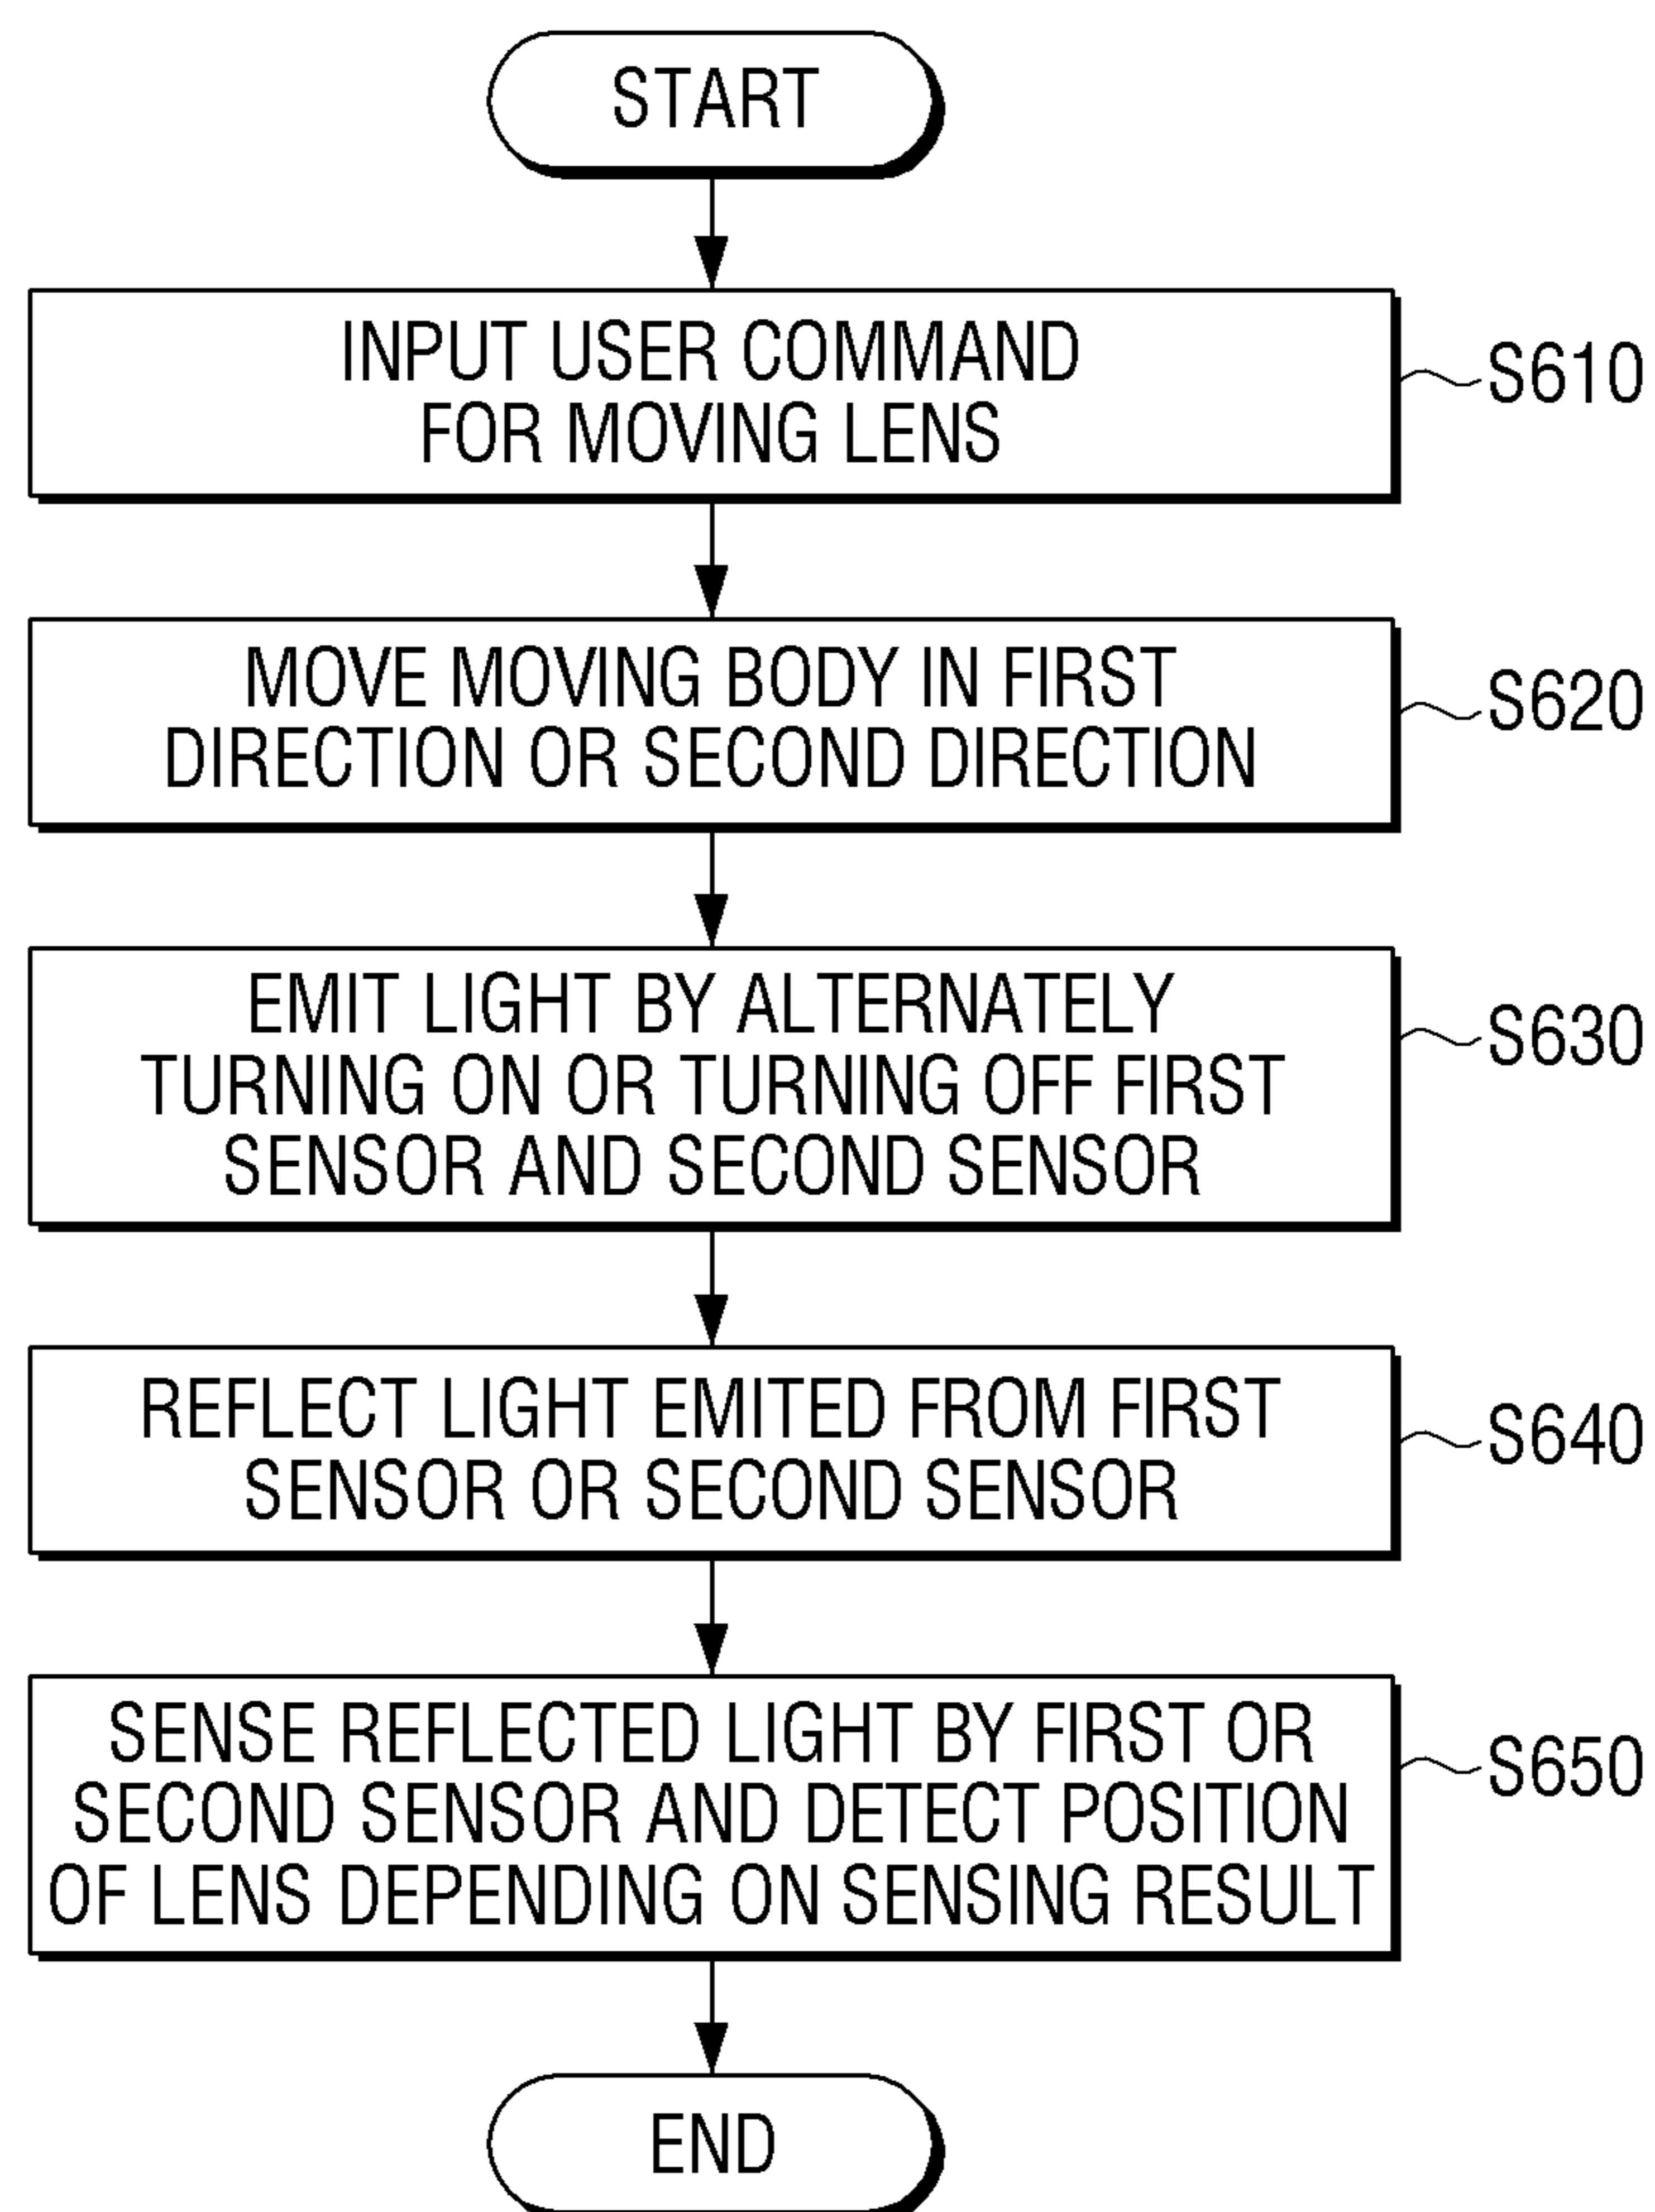 START
INPUT USER COMMAND
FOR MOVING LENS
S610
MOVE MOVING BODY IN FIRST
DIRECTION OR SECOND DIRECTION
S620
EMIT LIGHT BY ALTERNATELY
TURNING ON OR TURNING OFF FIRST
SENSOR AND SECOND SENSOR
S630
REFLECT LIGHT EMITED FROM FIRST
SENSOR OR SECOND SENSOR
S640
SENSE REFLECTED LIGHT BY FIRST OR
SECOND SENSOR AND DETECT POSITION
OF LENS DEPENDING ON SENSING RESULT
S650
END